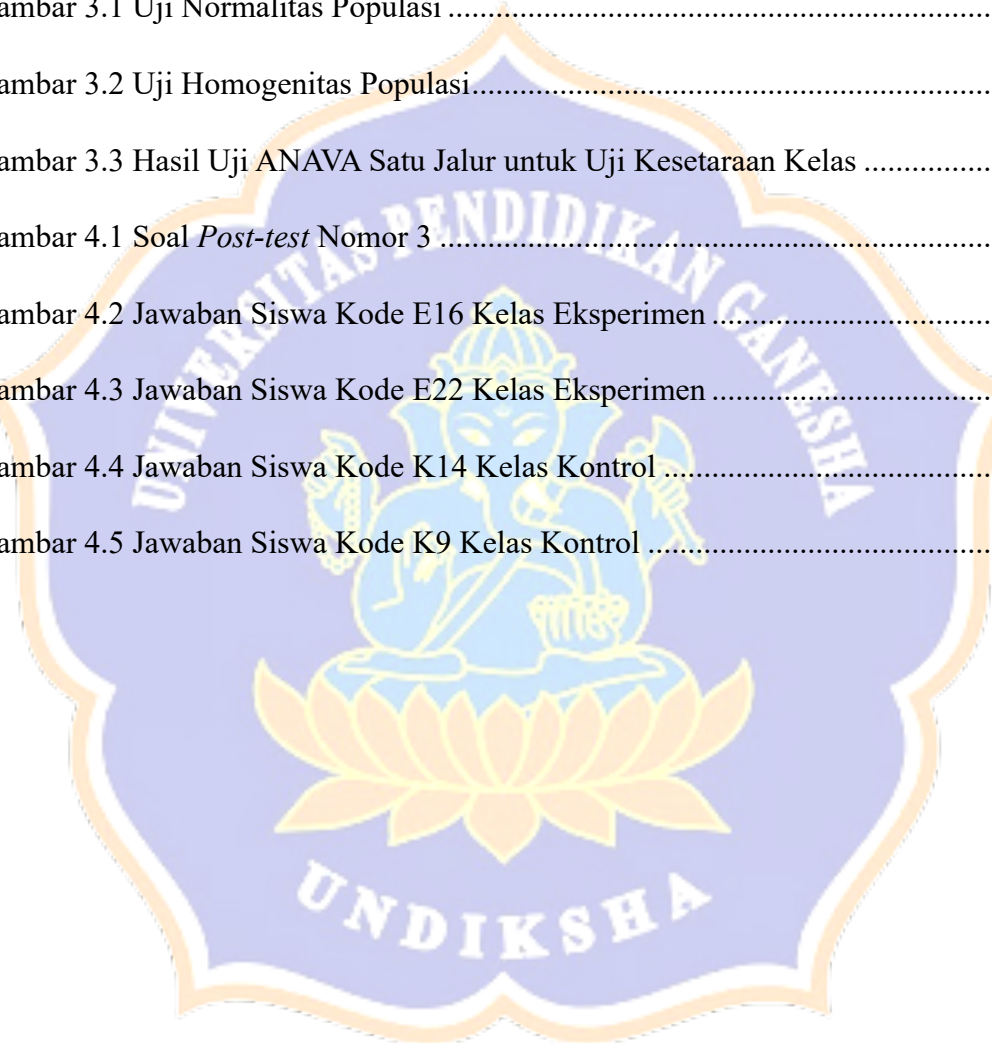 ambar 3.1 Uji Normalitas Populasi ....................................................................
ambar 3.2 Uji Homogenitas Populasi.................................................................
ambar 3.3 Hasil Uji ANAVA Satu Jalur untuk Uji Kesetaraan Kelas ................
ambar 4.1 Soal Post-test Nomor 3 .....................................................................
ambar 4.2 Jawaban Siswa Kode E16 Kelas Eksperimen ...................................
ambar 4.3 Jawaban Siswa Kode E22 Kelas Eksperimen ...................................
ambar 4.4 Jawaban Siswa Kode K14 Kelas Kontrol .........................................
ambar 4.5 Jawaban Siswa Kode K9 Kelas Kontrol ...........................................
UNIVERSITAS PENDIDIKAN GANESHA
UNDIKSHA